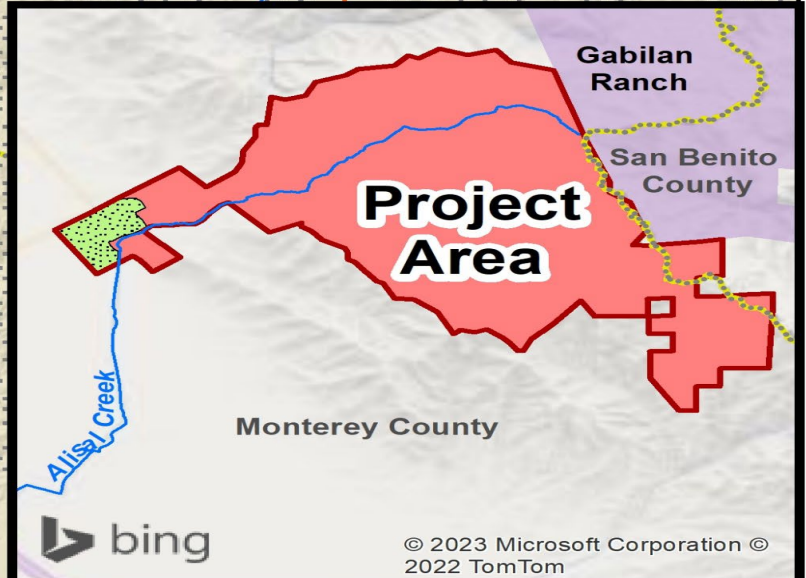 Gabilan
Ranch
San Benito
County
Project
Area
Alisal Creek
Monterey County
bing
© 2023 Microsoft Corporation ©
2022 TomTom